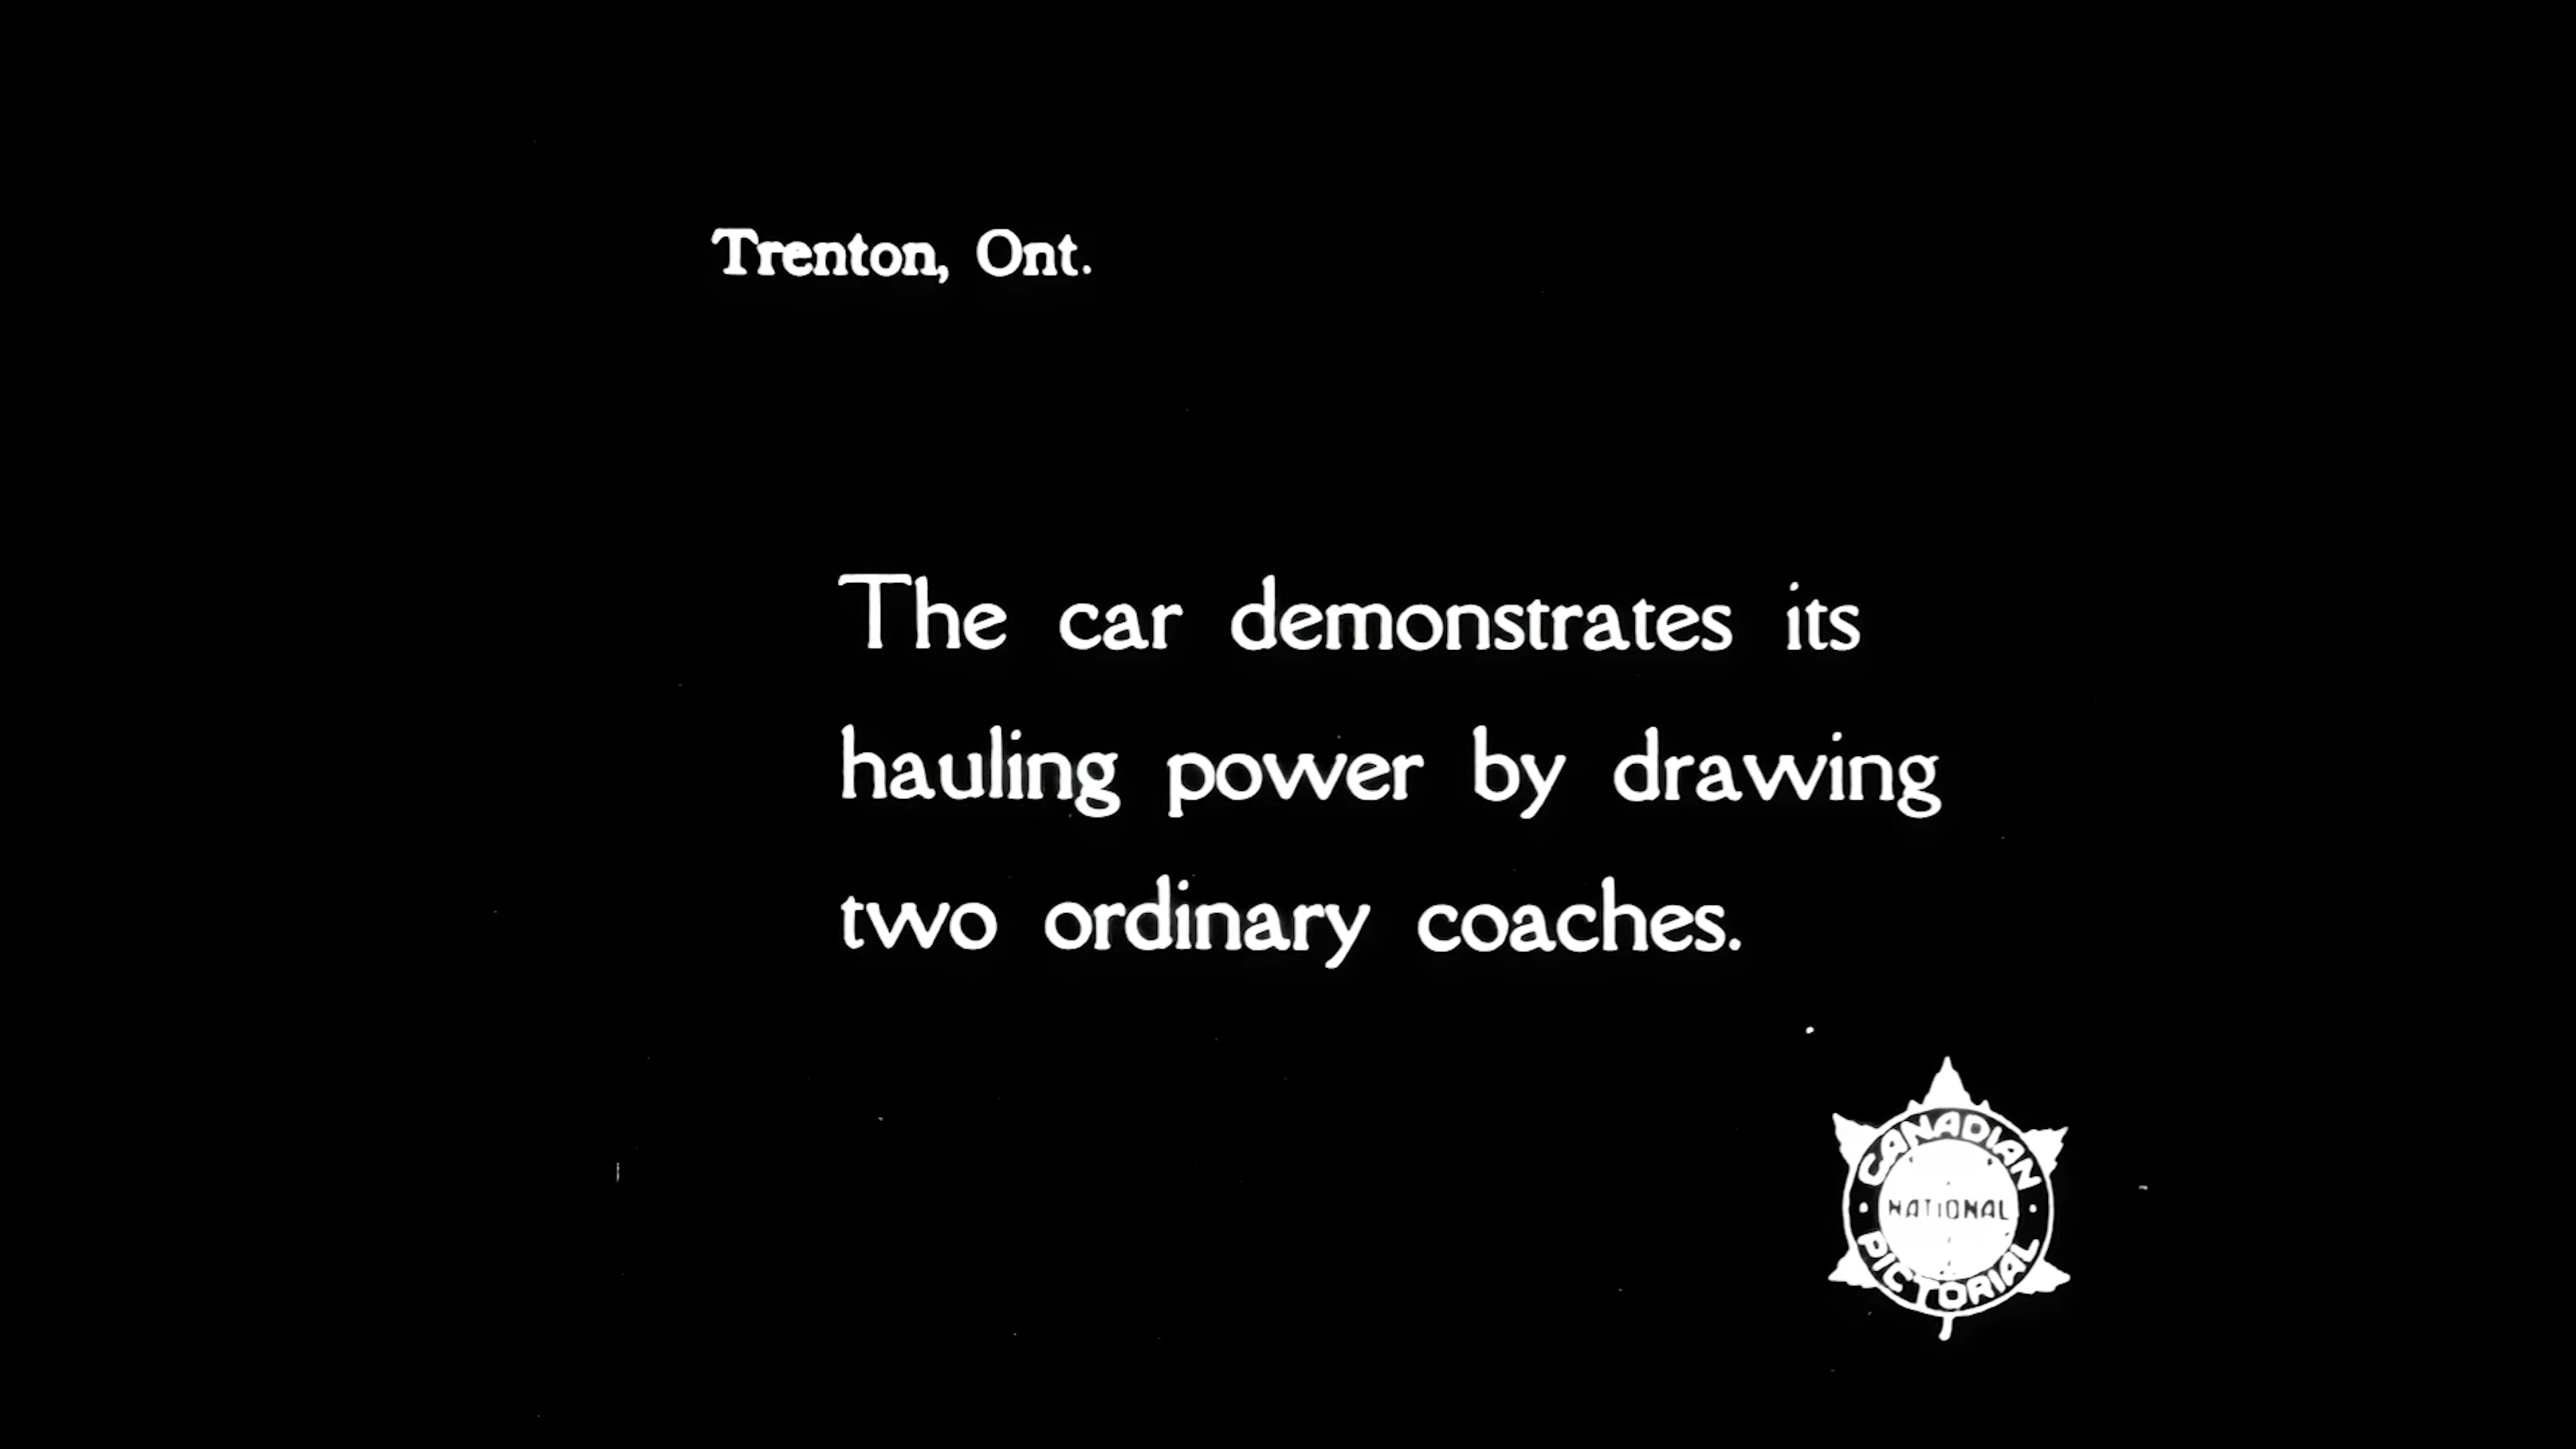 Trenton, Ont.
The car demonstrates its
hauling power by drawing
two ordinary coaches.
CANADIAN
NATIONAL
PICTORIAL